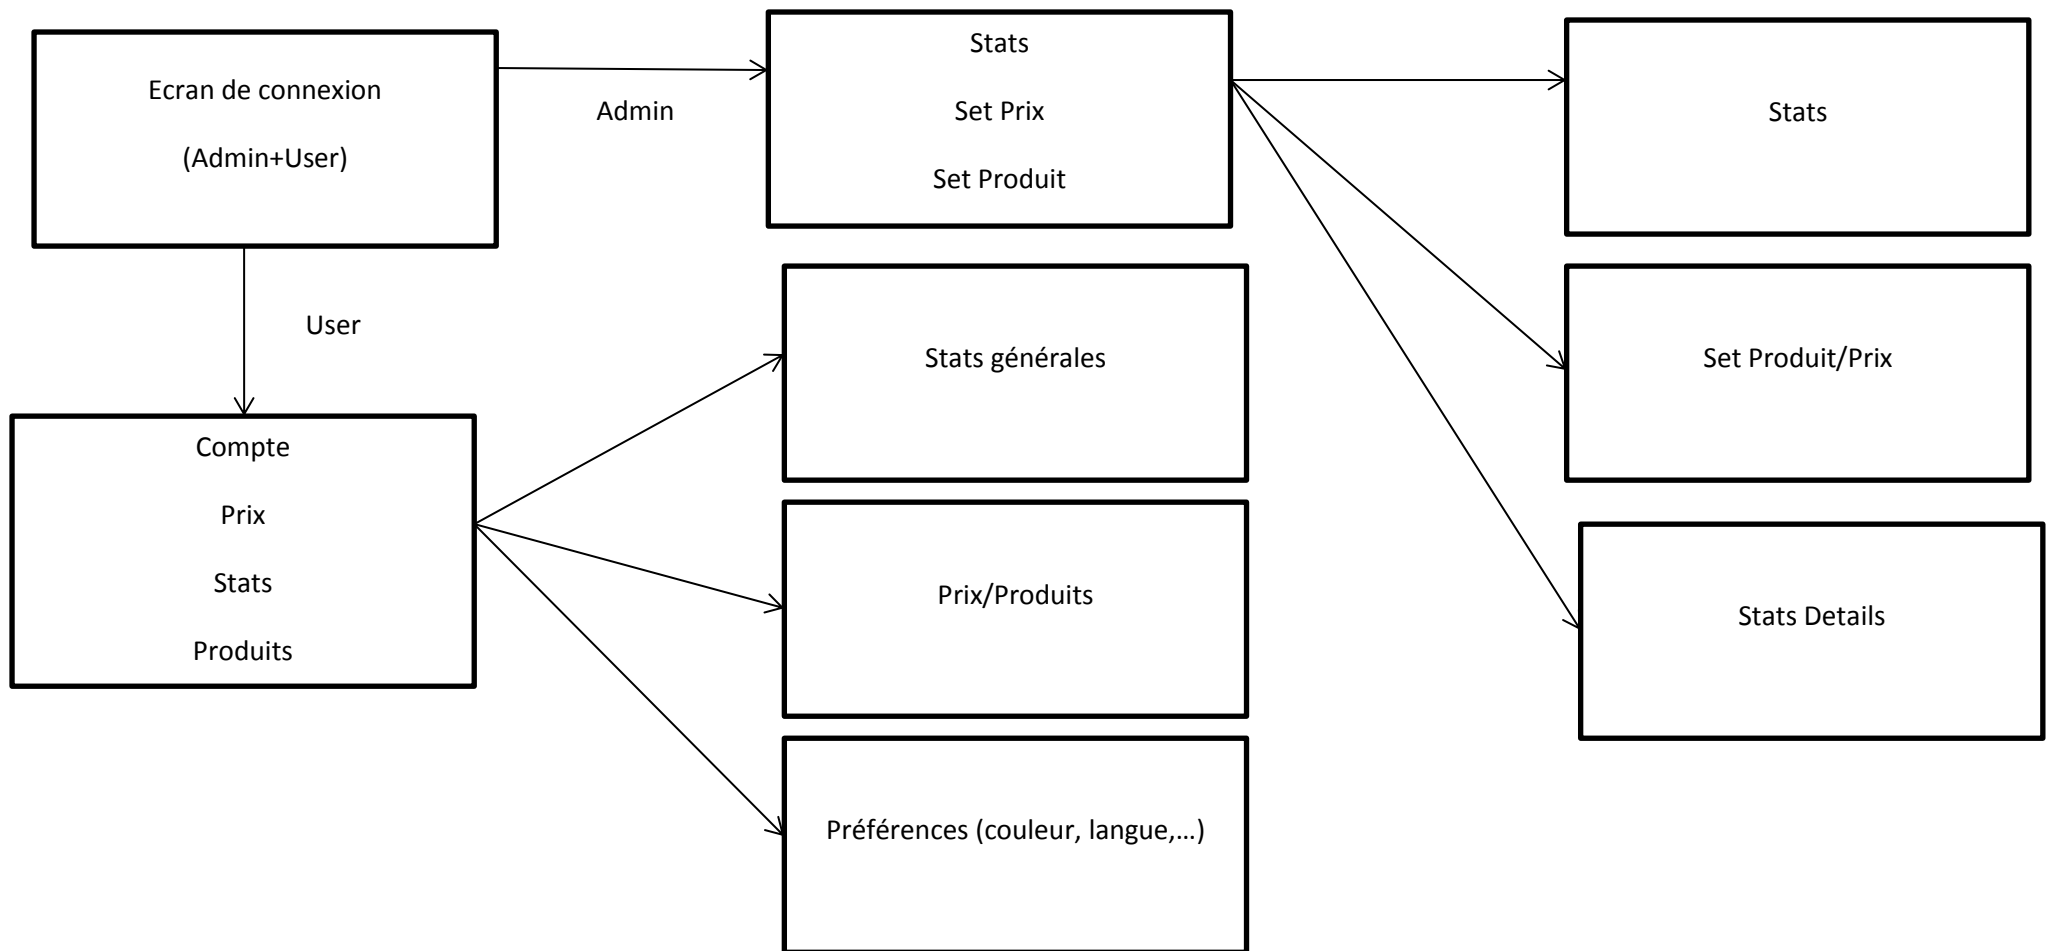 Ecran de connexion
(Admin+User)
Admin
Stats
Set Prix
Set Produit
Stats
User
Stats générales
Set Produit/Prix
Compte
Prix
Stats
Produits
Prix/Produits
Stats Details
Préférences (couleur, langue,...)